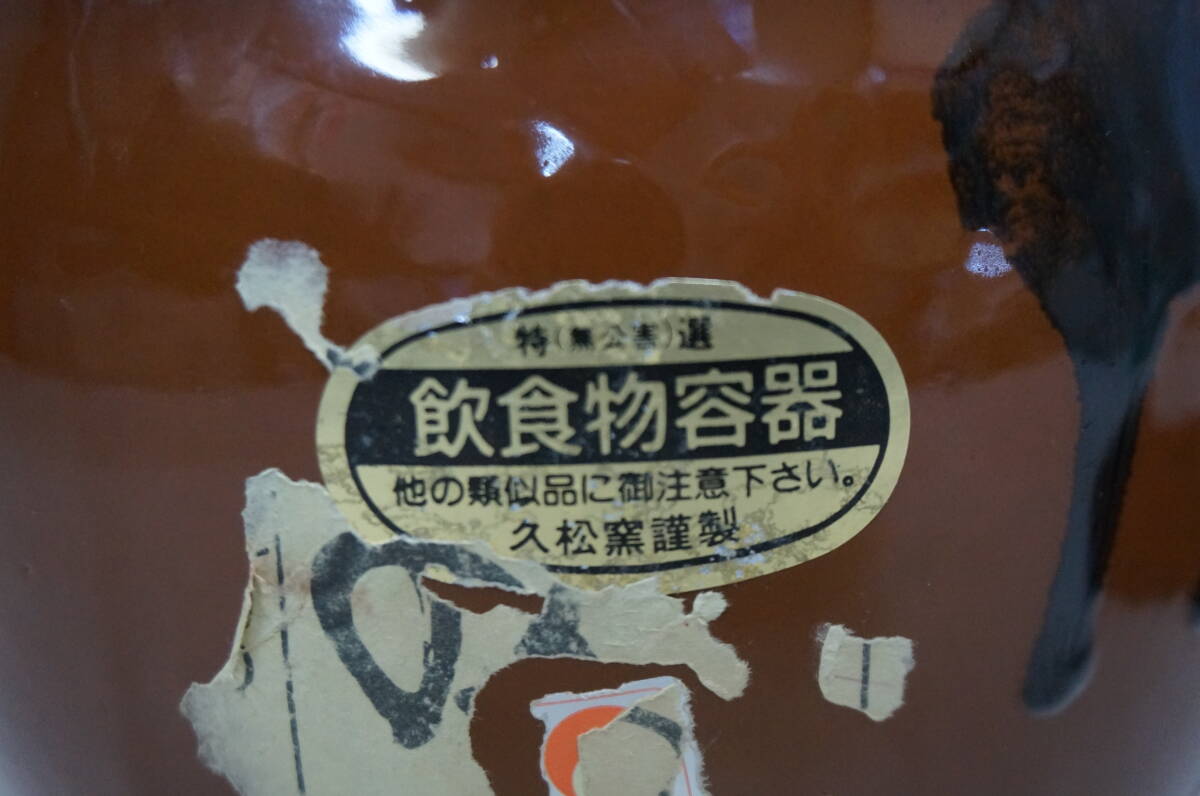 特(無公害)選
飲食物容器
他の類似品に御注意下さい。
久松窯謹製